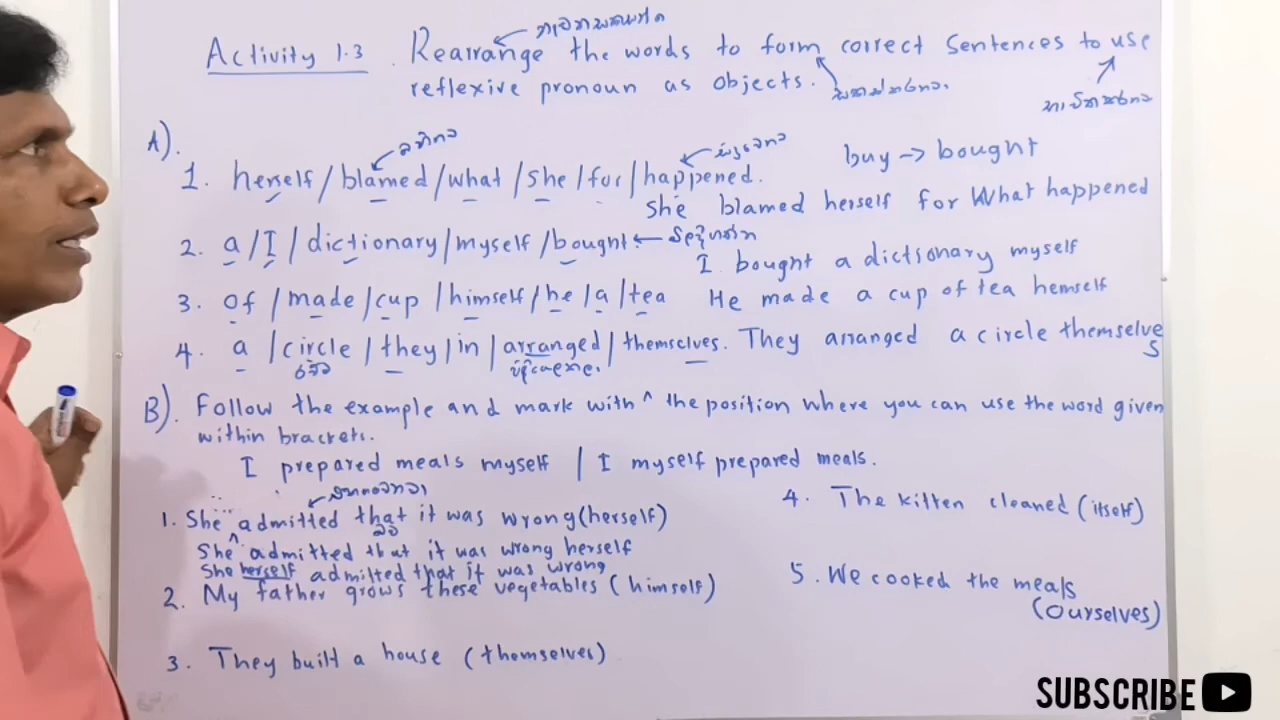 Activity 1.3 Rearrange the words to form correct Sentences to use
reflexive pronoun as objects.
A).
1. herself / blamed / what / she / for / happened.
buy -> bought
She blamed herself for What happened
2. a / I / dictionary / myself / bought.
I bought a dictsonary myself
3. of / made / cup / himself / he / a / tea
He made a cup of tea hemself
4. a / circle / they / in / arranged / themselves.
They arranged a circle themselves
B). Follow the example and mark with ^ the position where you can use the word given
within brackets.
I prepared meals myself / I myself prepared meals.
1. She ^ admitted that it was wrong (herself)
She admitted that it was wrong herself
She herself admitted that it was wrong
2. My father grows these vegetables (himself)
3. They built a house (themselves)
4. The kitten cleaned (itself)
5. We cooked the meals
(Ourselves)
SUBSCRIBE